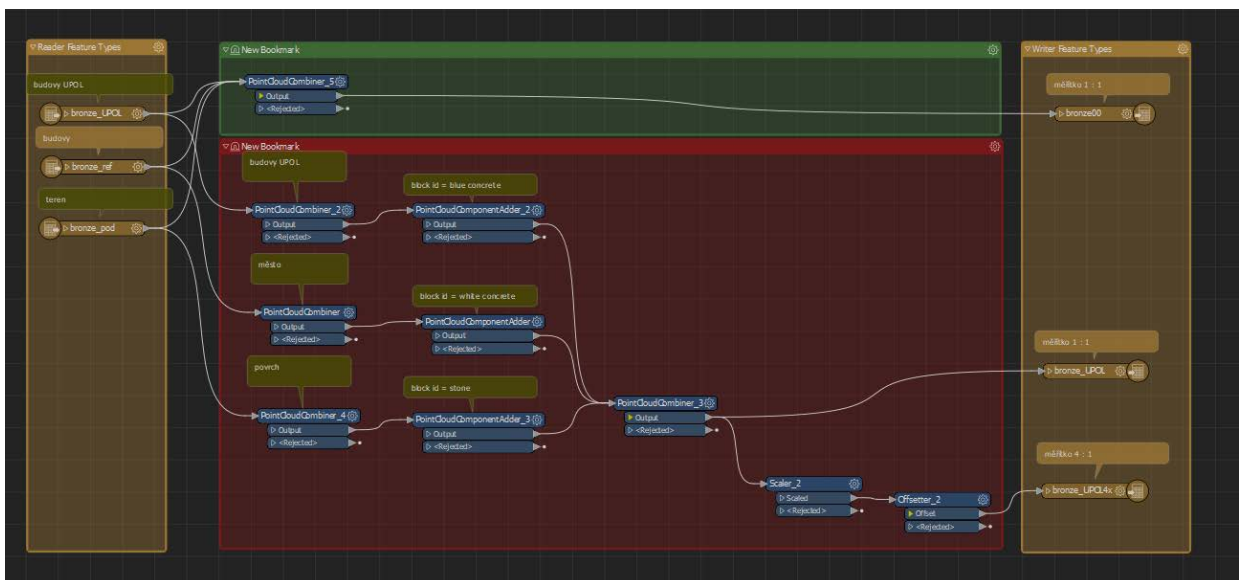 Reader Feature Types
budovy UPOL
bronze_UPOL
budovy
bronze_ref
teren
bronze_pod
New Bookmark
PointCloudCombiner_5
Output
<Rejected>
New Bookmark
budovy UPOL
PointCloudCombiner_2
Output
<Rejected>
block id = blue concrete
PointCloudComponentAdder_2
Output
<Rejected>
město
PointCloudCombiner
Output
<Rejected>
block id = white concrete
PointCloudComponentAdder
Output
<Rejected>
povrch
PointCloudCombiner_4
Output
<Rejected>
block id = stone
PointCloudComponentAdder_3
Output
<Rejected>
PointCloudCombiner_3
Output
<Rejected>
Scaler_2
Scaled
<Rejected>
Offsetter_2
Offset
<Rejected>
Writer Feature Types
měřítko 1 : 1
bronze00
měřítko 1 : 1
bronze_UPOL
měřítko 4 : 1
bronze_UPOL4x